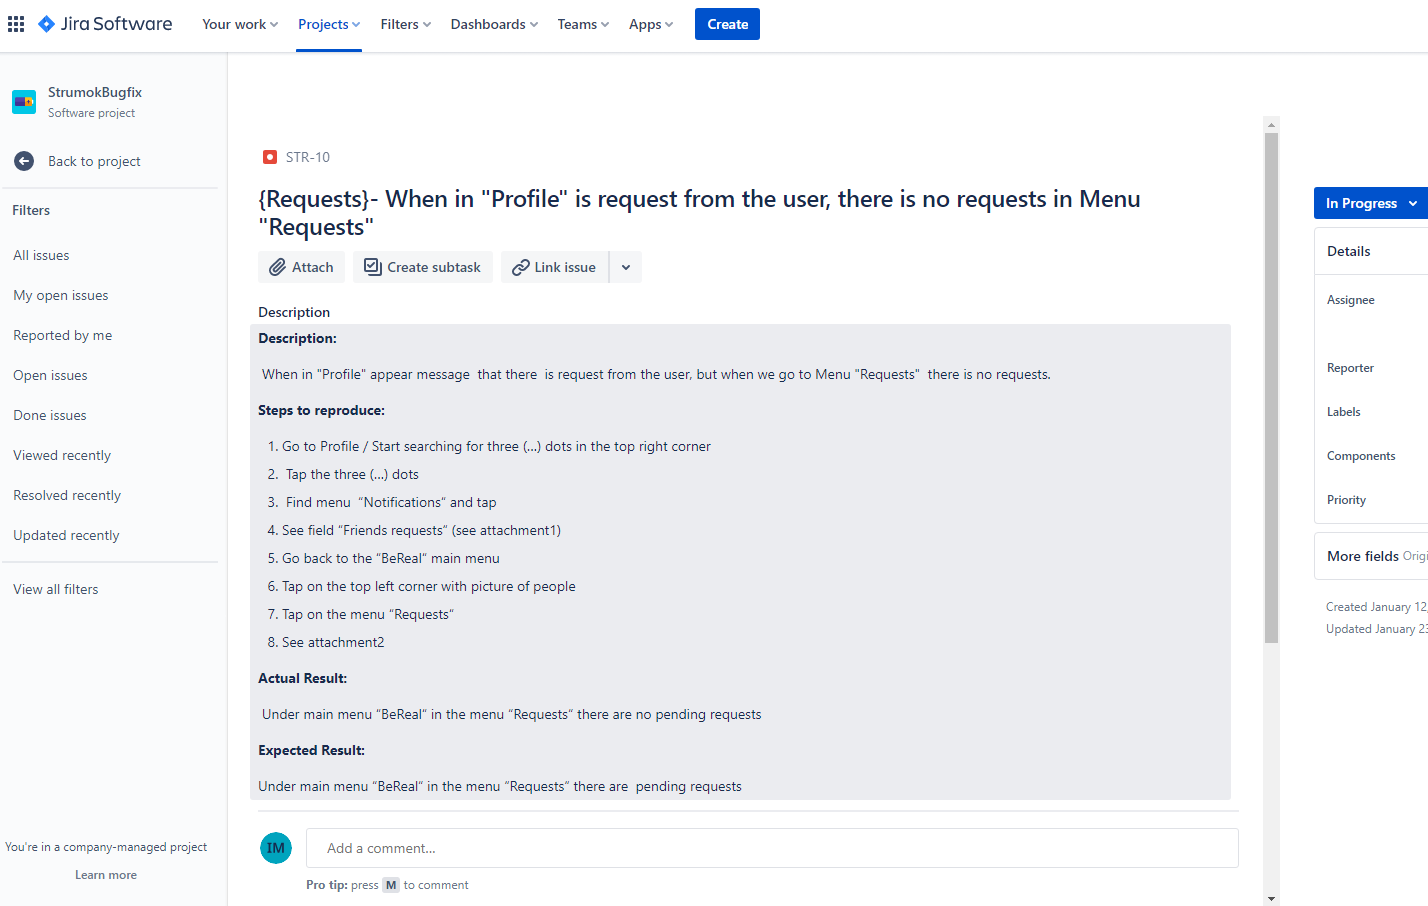 Jira Software
Your work
Projects
Filters
Dashboards
Teams
Apps
Create
StrumokBugfix
Software project
Back to project
Filters
All issues
My open issues
Reported by me
Open issues
Done issues
Viewed recently
Resolved recently
Updated recently
View all filters
You're in a company-managed project
Learn more
STR-10
{Requests}- When in "Profile" is request from the user, there is no requests in Menu
"Requests"
Attach
Create subtask
Link issue
Description
Description:
When in "Profile" appear message  that there  is request from the user, but when we go to Menu "Requests"  there is no requests.
Steps to reproduce:
1. Go to Profile / Start searching for three (...) dots in the top right corner
2.  Tap the three (...) dots
3.  Find menu  “Notifications” and tap
4. See field “Friends requests” (see attachment1)
5. Go back to the “BeReal” main menu
6. Tap on the top left corner with picture of people
7. Tap on the menu “Requests”
8. See attachment2
Actual Result:
Under main menu “BeReal” in the menu “Requests” there are no pending requests
Expected Result:
Under main menu “BeReal” in the menu “Requests” there are  pending requests
IM
Add a comment...
Pro tip: press M to comment
In Progress
Details
Assignee
Reporter
Labels
Components
Priority
More fields Origi
Created January 12,
Updated January 23